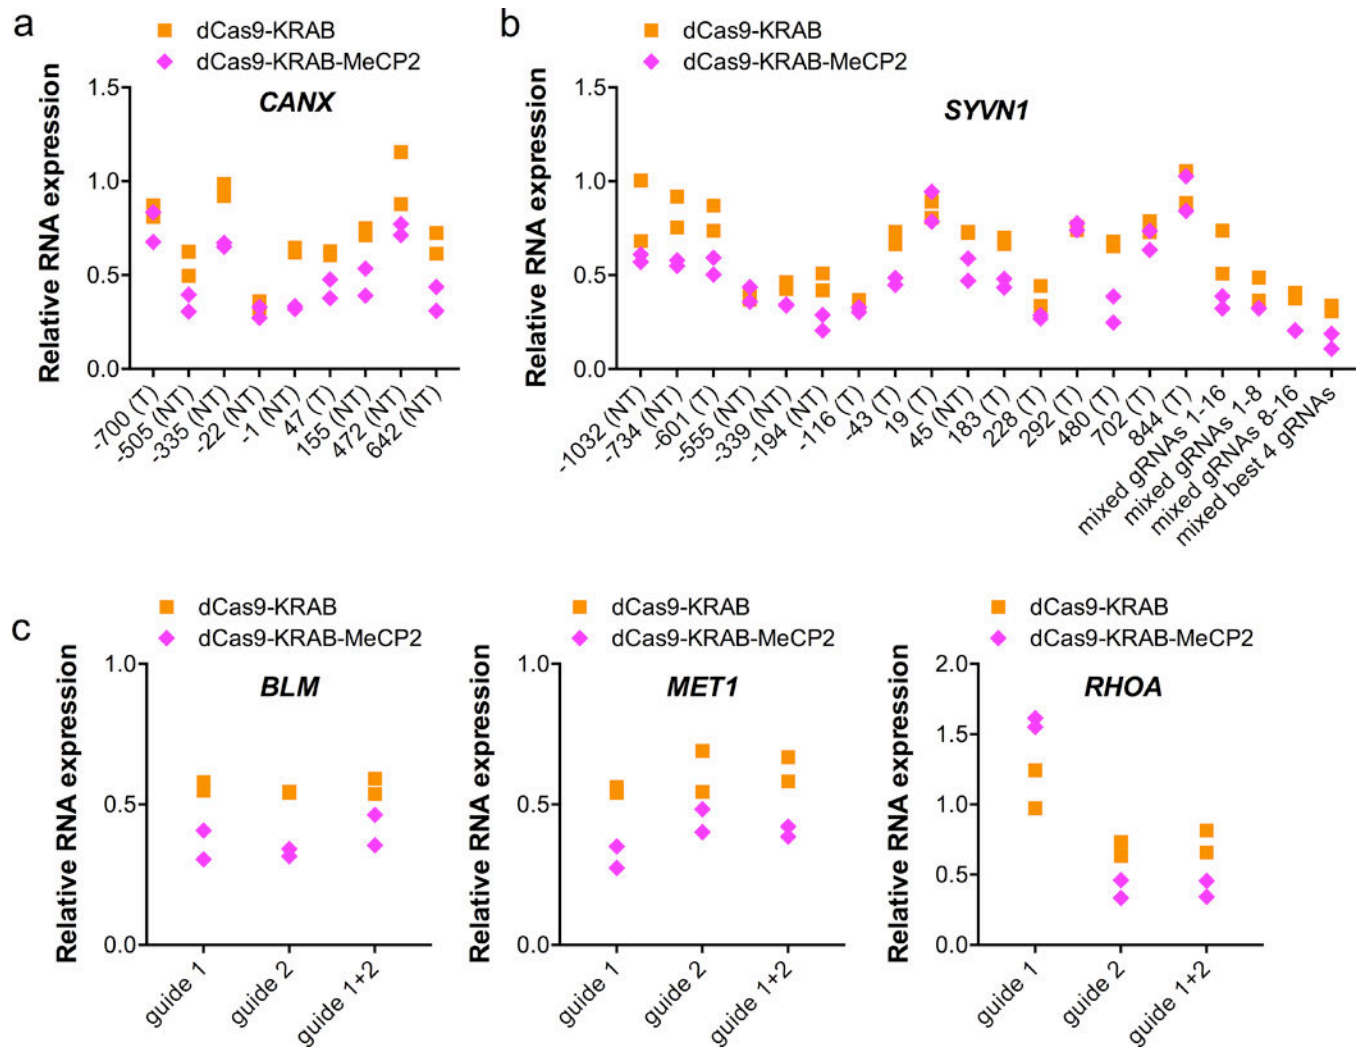 a
dCas9-KRAB
dCas9-KRAB-MeCP2
CANX
Relative RNA expression
1.5
1.0
0.5
0.0
-700 (T)
-505 (NT)
-335 (NT)
-22 (NT)
-1 (NT)
47 (T)
155 (NT)
472 (NT)
642 (NT)
b
dCas9-KRAB
dCas9-KRAB-MeCP2
SYVN1
Relative RNA expression
1.5
1.0
0.5
0.0
-1032 (NT)
-734 (NT)
-601 (T)
-555 (NT)
-339 (NT)
-194 (NT)
-116 (T)
-43 (T)
19 (T)
45 (NT)
183 (T)
228 (T)
292 (T)
480 (T)
702 (T)
844 (T)
mixed gRNAs 1-16
mixed gRNAs 1-8
mixed gRNAs 8-16
mixed best 4 gRNAs
c
dCas9-KRAB
dCas9-KRAB-MeCP2
BLM
Relative RNA expression
1.0
0.5
0.0
guide 1
guide 2
guide 1+2
dCas9-KRAB
dCas9-KRAB-MeCP2
MET1
Relative RNA expression
1.0
0.5
0.0
guide 1
guide 2
guide 1+2
dCas9-KRAB
dCas9-KRAB-MeCP2
RHOA
Relative RNA expression
2.0
1.5
1.0
0.5
0.0
guide 1
guide 2
guide 1+2